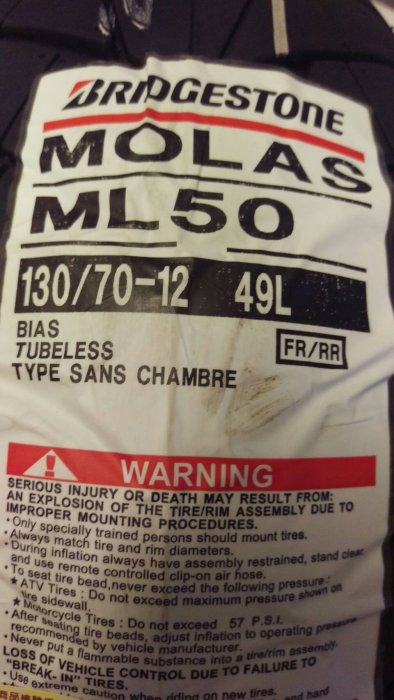 BRIDGESTONE
MOLAS
ML50
130/70-12 49L
BIAS
TUBELESS FR/RR
TYPE SANS CHAMBRE
WARNING
SERIOUS INJURY OR DEATH MAY RESULT FROM:
AN EXPLOSION OF THE TIRE/RIM ASSEMBLY DUE TO
IMPROPER MOUNTING PROCEDURES.
• Only specially trained persons should mount tires.
• Always match tire and rim diameters.
• During inflation always have assembly restrained, stand clear
and use remote controlled clip-on air hose.
• To seat tire bead,never exceed the following pressure :
★ ATV Tires : Do not exceed maximum pressure shown on
tire sidewall.
★ Motorcycle Tires : Do not exceed 57 P.S.I.
• After seating tire beads, adjust inflation to operating pressure
recommended by vehicle manufacturer.
• Never put a flammable substance into a tire/rim assembly.
LOSS OF VEHICLE CONTROL DUE TO FAILURE TO
"BREAK- IN" TIRES.
• Use extreme caution when riding on new tires.
and hard